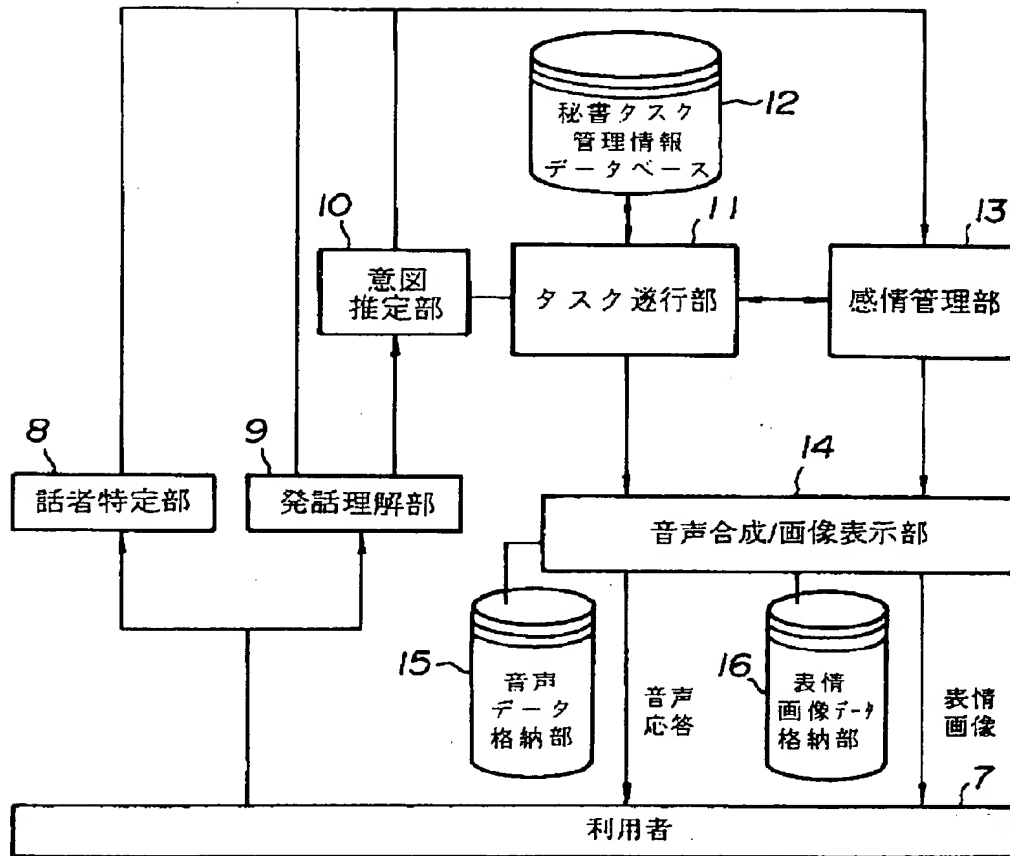 12
秘書タスク
管理情報
データベース
10
11
13
意図
推定部
タスク遂行部
感情管理部
8
9
14
話者特定部
発話理解部
音声合成/画像表示部
15
音声
データ
格納部
音声
応答
16
表情
画像データ
格納部
表情
画像
7
利用者